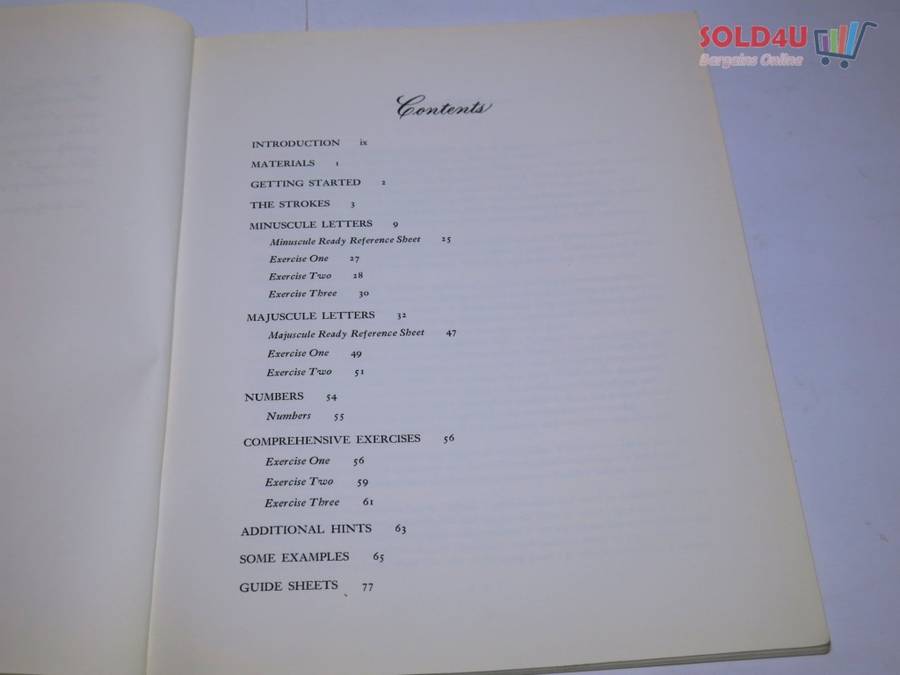 SOLD4U
Bargains Online
Contents
INTRODUCTION ix
MATERIALS 1
GETTING STARTED 2
THE STROKES 3
MINUSCULE LETTERS 9
Minuscule Ready Reference Sheet 25
Exercise One 27
Exercise Two 28
Exercise Three 30
MAJUSCULE LETTERS 32
Majuscule Ready Reference Sheet 47
Exercise One 49
Exercise Two 51
NUMBERS 54
Numbers 55
COMPREHENSIVE EXERCISES 56
Exercise One 56
Exercise Two 59
Exercise Three 61
ADDITIONAL HINTS 63
SOME EXAMPLES 65
GUIDE SHEETS 77